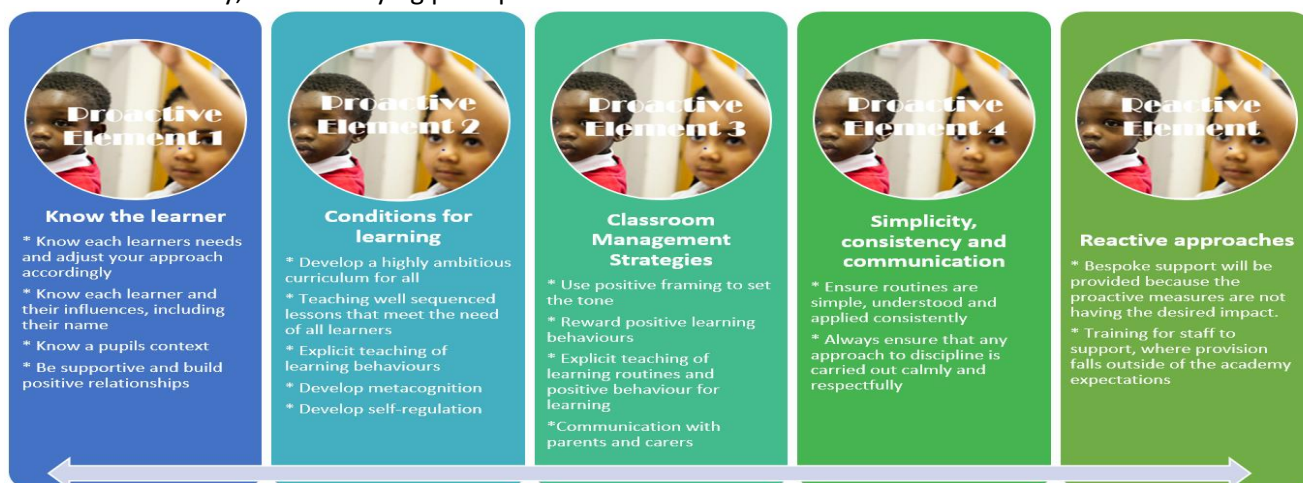 Proactive
Element 1
Know the learner
* Know each learners needs
and adjust your approach
accordingly
* Know each learner and
their influences, including
their name
* Know a pupils context
* Be supportive and build
positive relationships
Proactive
Element 2
Conditions for
learning
* Develop a highly ambitious
curriculum for all
* Teaching well sequenced
lessons that meet the need
of all learners
* Explicit teaching of
learning behaviours
* Develop metacognition
* Develop self-regulation
Proactive
Element 3
Classroom
Management
Strategies
* Use positive framing to set
the tone
* Reward positive learning
behaviours
* Explicit teaching of
learning routines and
positive behaviour for
learning
*Communication with
parents and carers
Proactive
Element 4
Simplicity,
consistency and
communication
* Ensure routines are
simple, understood and
applied consistently
* Always ensure that any
approach to discipline is
carried out calmly and
respectfully
Reactive
Element
Reactive approaches
* Bespoke support will be
provided because the
proactive measures are not
having the desired impact.
* Training for staff to
support, where provision
falls outside of the academy
expectations